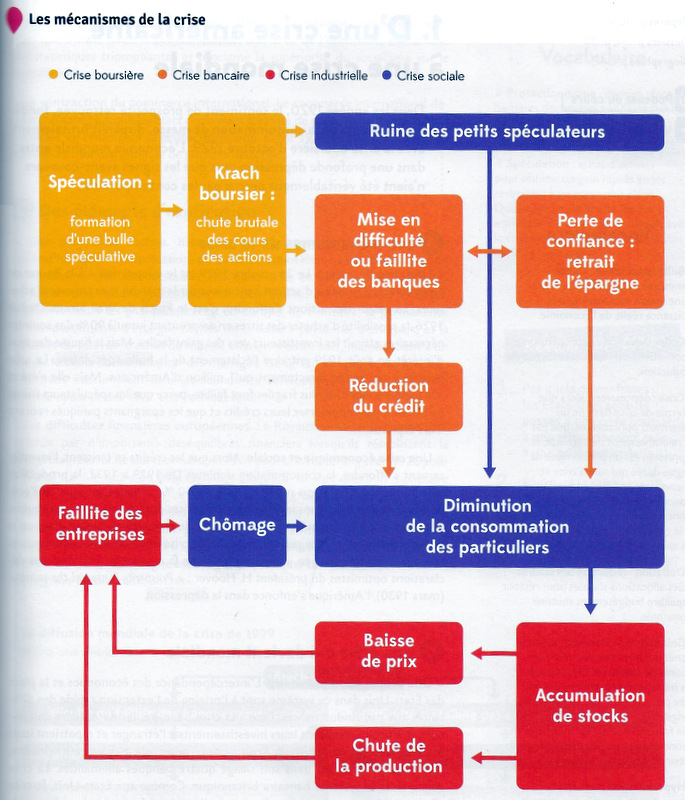 Les mécanismes de la crise
Crise boursière
Crise bancaire
Crise industrielle
Crise sociale
Spéculation :
formation
d'une bulle
spéculative
Krach
boursier :
chute brutale
des cours
des actions
Ruine des petits spéculateurs
Mise en
difficulté
ou faillite
des banques
Perte de
confiance :
retrait
de l'épargne
Réduction
du crédit
Faillite des
entreprises
Chômage
Diminution
de la consommation
des particuliers
Baisse
de prix
Accumulation
de stocks
Chute de
la production